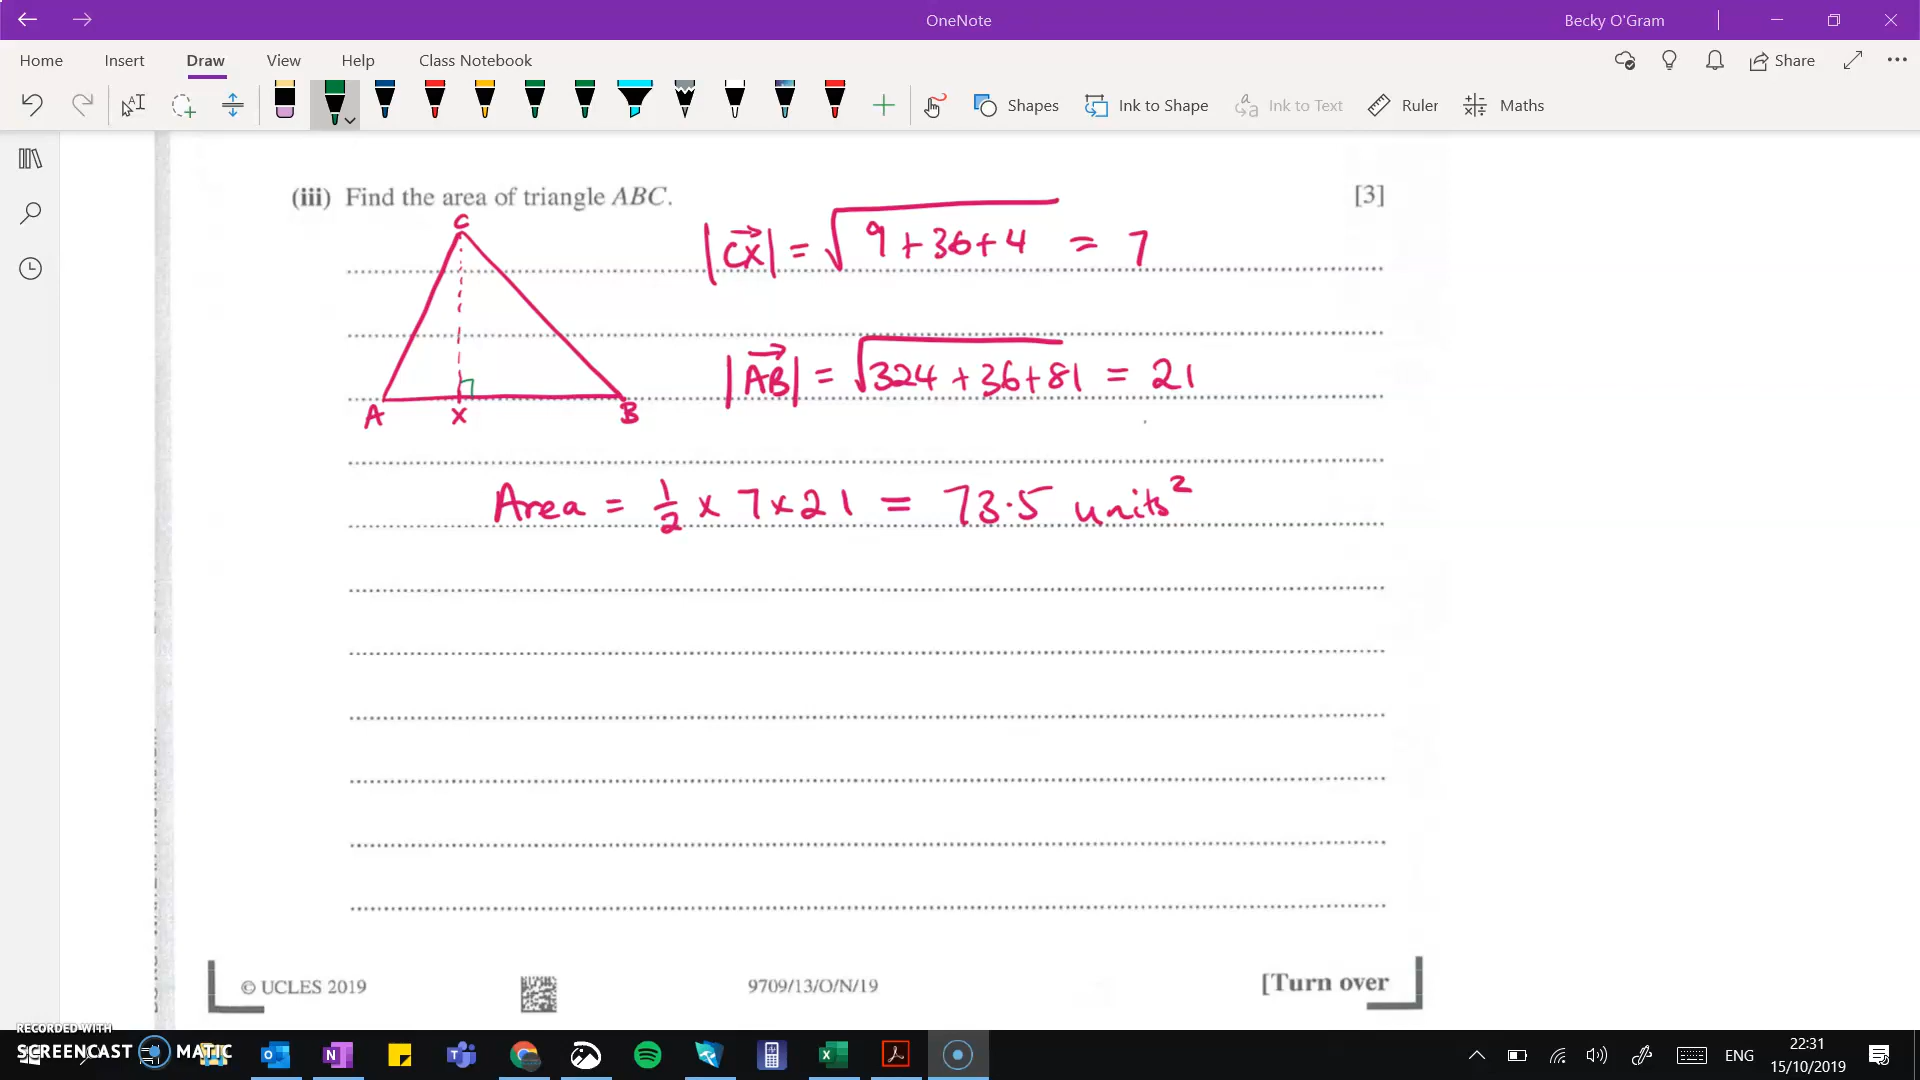 OneNote
Becky O'Gram
Home Insert Draw View Help Class Notebook
Share
Shapes Ink to Shape Ink to Text Ruler Maths
(iii) Find the area of triangle ABC. [3]
C
|CX| = √9+36+4 = 7
|AB| = √324+36+81 = 21
A X B
Area = 1/2 × 7 × 21 = 73.5 units²
© UCLES 2019 9709/13/O/N/19 [Turn over
RECORDED WITH
SCREENCAST MATIC
ENG
22:31
15/10/2019